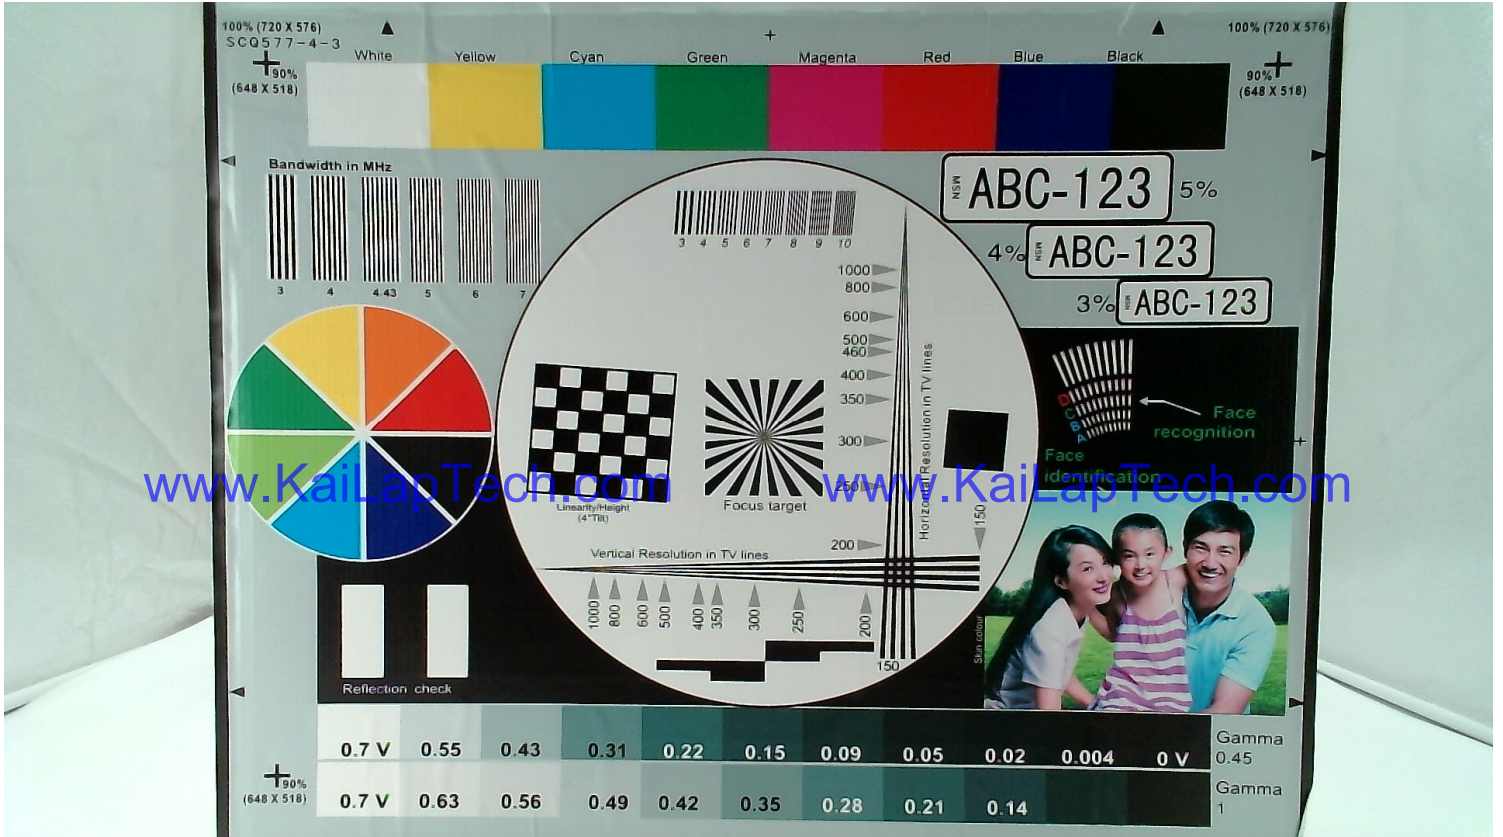 100% (720 X 576)
100% (720 X 576)
SCQ577-4-3
90%
(648 X 518)
90%
(648 X 518)
White Yellow Cyan Green Magenta Red Blue Black
Bandwidth in MHz
3 4 4.43 5 6 7
3 4 5 6 7 8 9 10
MSN ABC-123 5%
4% MSN ABC-123
3% MSN ABC-123
1000
800
600
500
460
400
350
300
250
200
Horizontal Resolution in TV lines
150
D
C
B
A
Face
recognition
Face
identification
www.KaiLapTech.com www.KaiLapTech.com
Linearity/Height
(4°Tilt)
Focus target
Vertical Resolution in TV lines
1000 800 600 500 400 350 300 250 200
150
Skin colour
Reflection check
0.7 V 0.55 0.43 0.31 0.22 0.15 0.09 0.05 0.02 0.004 0 V
Gamma
0.45
90%
(648 X 518)
0.7 V 0.63 0.56 0.49 0.42 0.35 0.28 0.21 0.14
Gamma
1